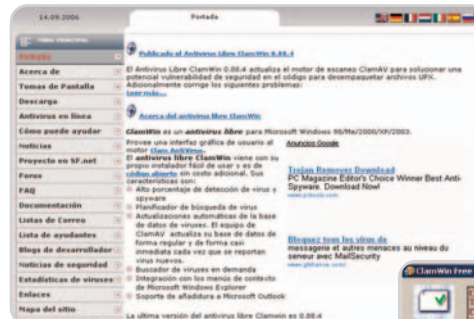 14.09.2006
Portada
MENU PRINCIPAL
Portada
Acerca de
Tomas de Pantalla
Descarga
Antivirus en línea
Cómo puede ayudar
Noticias
Proyecto en SF.net
Foros
FAQ
Documentación
Listas de Correo
Lista de ayudantes
Blogs de desarrollador
Noticias de seguridad
Estadísticas de viruses
Enlaces
Mapa del sitio
Publicado el Antivirus Libre ClamWin 0.88.4
El Antivirus Libre ClamWin 0.88.4 actualiza el motor de escaneo ClamAV para solucionar una
potencial vulnerabilidad de seguridad en el código para desempaquetar archivos UPX.
Adicionalmente corrige los siguientes problemas:
Leer más...
Acerca del antivirus libre ClamWin
ClamWin es un antivirus libre para Microsoft Windows 98/Me/2000/XP/2003.
Provee una interfaz gráfica de usuario al
motor Clam AntiVirus.
El antivirus libre ClamWin viene con su
propio instalador fácil de usar y es de
código abierto sin costo adicional. Sus
características son:
Alto porcentaje de detección de virus y
spyware
Planificador de búsqueda de virus
Actualizaciones automáticas de la base
de datos de viruses. El equipo de
ClamAV actualiza su base de datos de
forma regular y de forma casi
inmediata cada vez que se reportan
virus nuevos.
Buscador de viruses en demanda
Integración con los menús de contexto
de Microsoft Windows Explorer
Soporte de añadidura a Microsoft Outlook
La ultima versión del antivirus libre Clamwin es 0.88.4
Anuncios Google
Trojan Remover Download
PC Magazine Editor's Choice Winner Best Anti-
Spyware. Download Now!
www.pctools.com
Bloquez tous les virus de
messagerie et autres menaces au niveau du
serveur avec MailSecurity
www.gfsfrance.com/
ClamWin Free